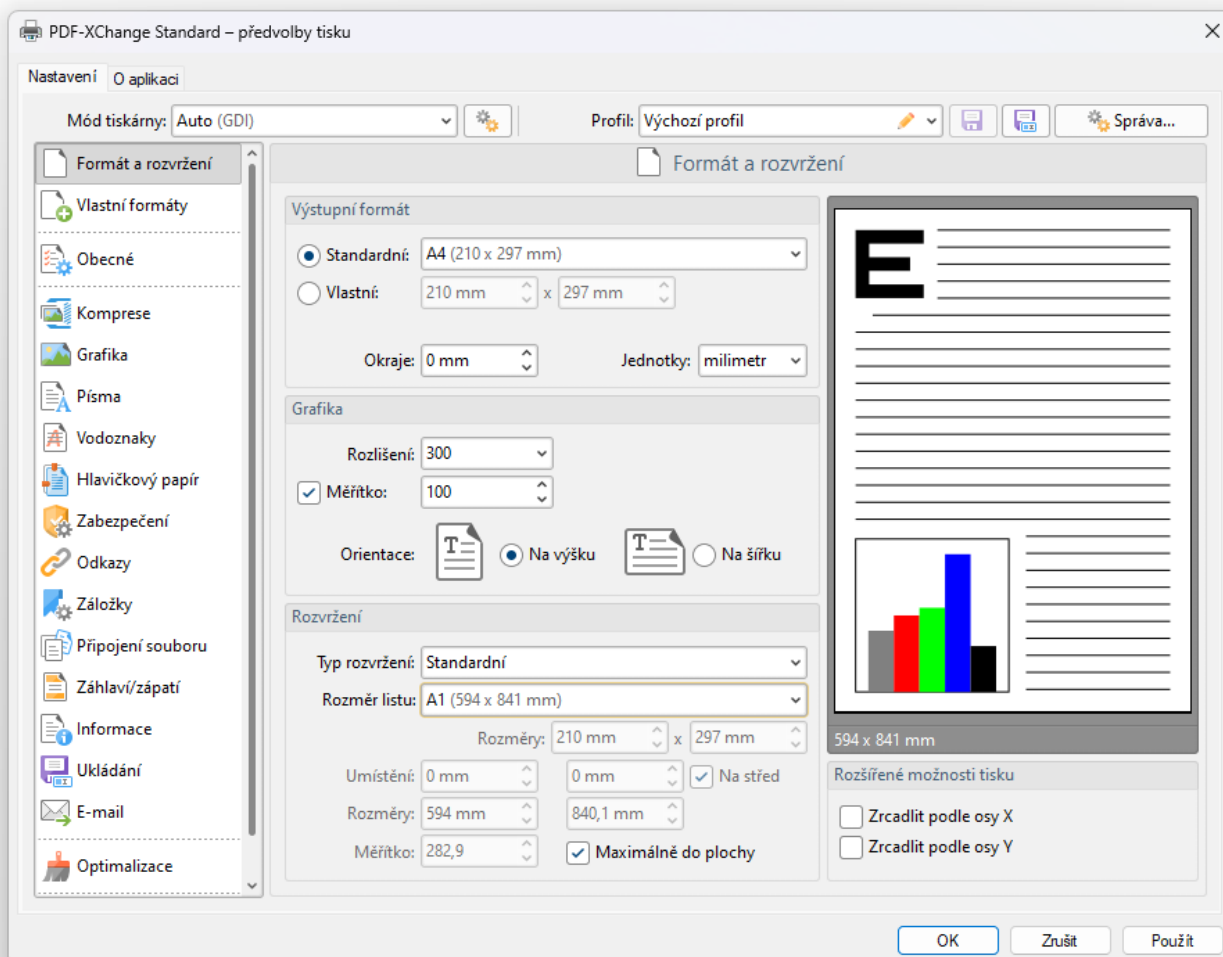 PDF-XChange Standard – předvolby tisku
Nastavení O aplikaci
Mód tiskárny: Auto (GDI) Profil: Výchozí profil Správa...
Formát a rozvržení
Vlastní formáty
Obecné
Komprese
Grafika
Písma
Vodoznaky
Hlavičkový papír
Zabezpečení
Odkazy
Záložky
Připojení souboru
Záhlaví/zápatí
Informace
Ukládání
E-mail
Optimalizace
Formát a rozvržení
Výstupní formát
Standardní: A4 (210 x 297 mm)
Vlastní: 210 mm x 297 mm
Okraje: 0 mm Jednotky: milimetr
Grafika
Rozlišení: 300
Měřítko: 100
Orientace: T Na výšku T Na šířku
Rozvržení
Typ rozvržení: Standardní
Rozměr listu: A1 (594 x 841 mm)
Rozměry: 210 mm x 297 mm
Umístění: 0 mm 0 mm Na střed
Rozměry: 594 mm 840,1 mm
Měřítko: 282,9 Maximálně do plochy
E
594 x 841 mm
Rozšířené možnosti tisku
Zrcadlit podle osy X
Zrcadlit podle osy Y
OK Zrušit Použít